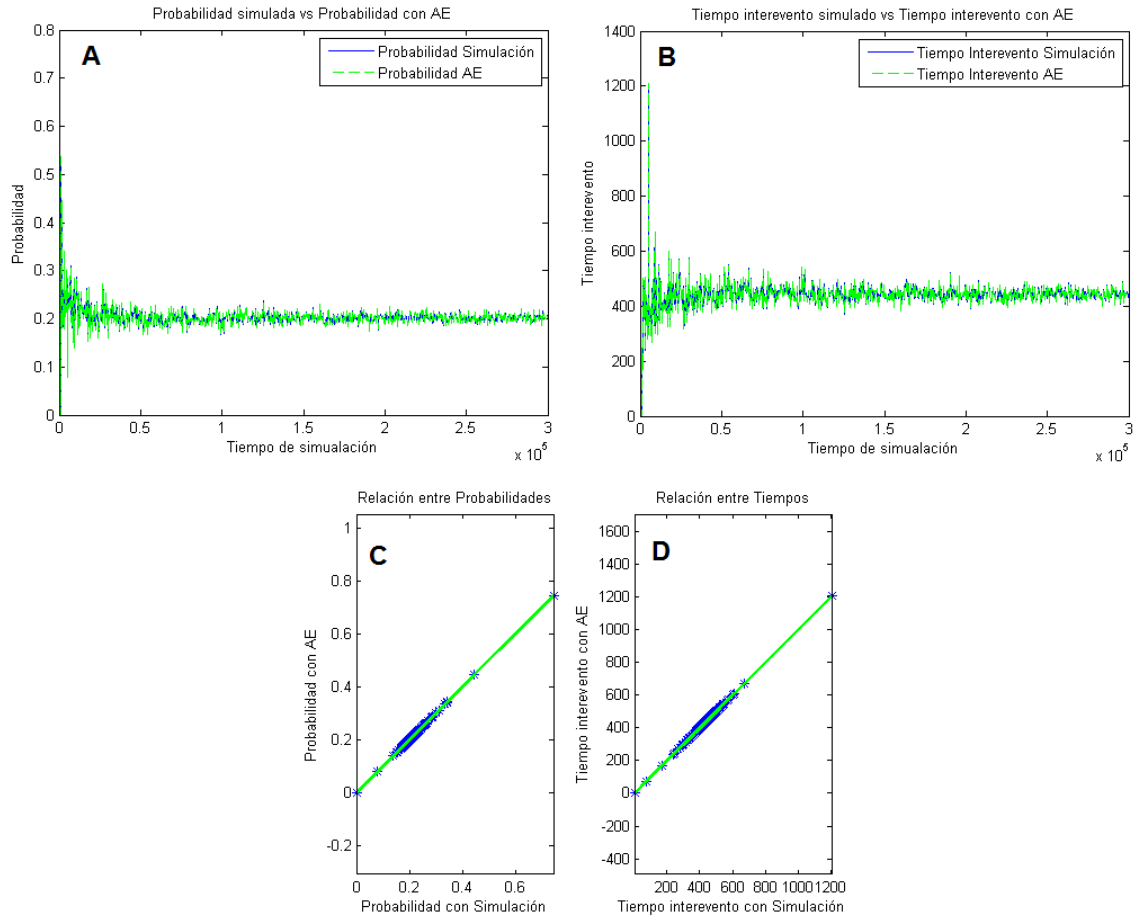 Probabilidad simulada vs Probabilidad con AE
A
Probabilidad Simulación
Probabilidad AE
Probabilidad
0.8
0.7
0.6
0.5
0.4
0.3
0.2
0.1
0
0 0.5 1 1.5 2 2.5 3
Tiempo de simualación
x 10^5
Tiempo interevento simulado vs Tiempo interevento con AE
B
Tiempo Interevento Simulación
Tiempo Interevento AE
Tiempo interevento
1400
1200
1000
800
600
400
200
0
0 0.5 1 1.5 2 2.5 3
Tiempo de simualación
x 10^5
Relación entre Probabilidades
C
Probabilidad con AE
1
0.8
0.6
0.4
0.2
0
-0.2
0 0.2 0.4 0.6
Probabilidad con Simulación
Relación entre Tiempos
D
Tiempo interevento con AE
1600
1400
1200
1000
800
600
400
200
0
-200
-400
200 400 600 800 1000 1200
Tiempo interevento con Simulación